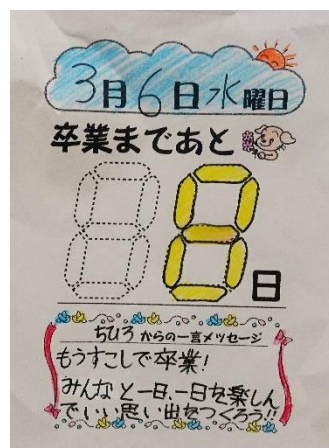 3月6日水曜日
卒業まであと
8日
ちひろからの一言メッセージ
もうすこしで卒業!
みんなと一日、一日を楽しん
でいい思い出をつくろう!!